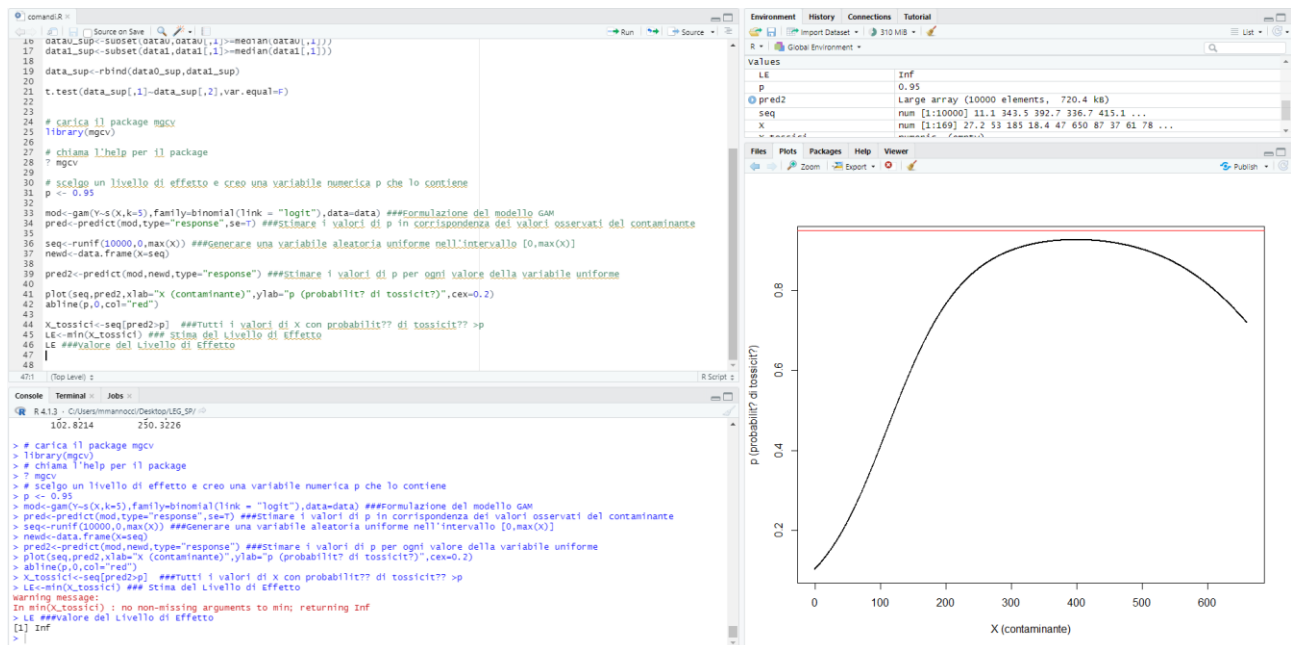 comandi.R ×
Source on Save
Run
Source
16 data0_sup<-subset(data0,data0[,1]>=median(data0[,1]))
17 data1_sup<-subset(data1,data1[,1]>=median(data1[,1]))
18
19 data_sup<-rbind(data0_sup,data1_sup)
20
21 t.test(data_sup[,1]~data_sup[,2],var.equal=F)
22
23
24 # carica il package mgcv
25 library(mgcv)
26
27 # chiama l'help per il package
28 ? mgcv
29
30 # scelgo un livello di effetto e creo una variabile numerica p che lo contiene
31 p <- 0.95
32
33 mod<-gam(Y~s(X,k=5),family=binomial(link = "logit"),data=data) ###Formulazione del modello GAM
34 pred<-predict(mod,type="response",se=T) ###Stimare i valori di p in corrispondenza dei valori osservati del contaminante
35
36 seq<-runif(10000,0,max(X)) ###Generare una variabile aleatoria uniforme nell'intervallo [0,max(X)]
37 newd<-data.frame(X=seq)
38
39 pred2<-predict(mod,newd,type="response") ###Stimare i valori di p per ogni valore della variabile uniforme
40
41 plot(seq,pred2,xlab="X (contaminante)",ylab="p (probabilit? di tossicit?)",cex=0.2)
42 abline(p,0,col="red")
43
44 X_tossici<-seq[pred2>p] ###Tutti i valori di X con probabilit?? di tossicit?? >p
45 LE<-min(X_tossici) ### Stima del Livello di Effetto
46 LE ###Valore del Livello di Effetto
47
48
47:1 (Top Level)
R Script
Console Terminal × Jobs ×
R 4.1.3 · C:/Users/mmannocci/Desktop/LEG_SP/
102.8214 250.3226
> # carica il package mgcv
> library(mgcv)
> # chiama l'help per il package
> ? mgcv
> # scelgo un livello di effetto e creo una variabile numerica p che lo contiene
> p <- 0.95
> mod<-gam(Y~s(X,k=5),family=binomial(link = "logit"),data=data) ###Formulazione del modello GAM
> pred<-predict(mod,type="response",se=T) ###Stimare i valori di p in corrispondenza dei valori osservati del contaminante
> seq<-runif(10000,0,max(X)) ###Generare una variabile aleatoria uniforme nell'intervallo [0,max(X)]
> newd<-data.frame(X=seq)
> pred2<-predict(mod,newd,type="response") ###Stimare i valori di p per ogni valore della variabile uniforme
> plot(seq,pred2,xlab="X (contaminante)",ylab="p (probabilit? di tossicit?)",cex=0.2)
> abline(p,0,col="red")
> X_tossici<-seq[pred2>p] ###Tutti i valori di X con probabilit?? di tossicit?? >p
> LE<-min(X_tossici) ### Stima del Livello di Effetto
Warning message:
In min(X_tossici) : no non-missing arguments to min; returning Inf
> LE ###Valore del Livello di Effetto
[1] Inf
>
Environment History Connections Tutorial
Import Dataset 310 MiB List
R Global Environment
Values
LE Inf
p 0.95
pred2 Large array (10000 elements, 720.4 kB)
seq num [1:10000] 11.1 343.5 392.7 336.7 415.1 ...
X num [1:169] 27.2 53 185 18.4 47 650 87 37 61 78 ...
X_tossici numeric (empty)
Files Plots Packages Help Viewer
Zoom Export Publish
p (probabilit? di tossicit?)
0.8
0.6
0.4
0.2
0 100 200 300 400 500 600
X (contaminante)